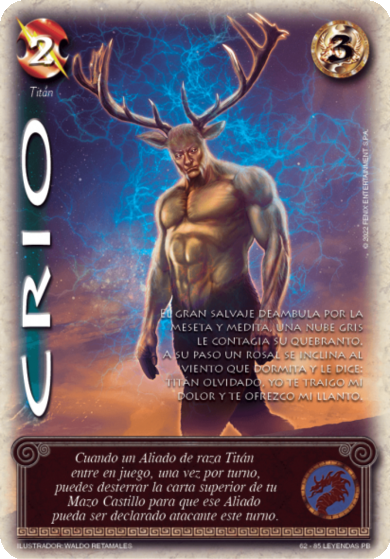 2
3
Titán
CRIO
© 2022 FENIX ENTERTAINMENT S.P.A.
EL GRAN SALVAJE DEAMBULA POR LA
MESETA Y MEDITA, UNA NUBE GRIS
LE CONTAGIA SU QUEBRANTO.
A SU PASO UN ROSAL SE INCLINA AL
VIENTO QUE DORMITA Y LE DICE:
TITÁN OLVIDADO, YO TE TRAIGO MI
DOLOR Y TE OFREZCO MI LLANTO.
Cuando un Aliado de raza Titán
entre en juego, una vez por turno,
puedes desterrar la carta superior de tu
Mazo Castillo para que ese Aliado
pueda ser declarado atacante este turno.
ILUSTRADOR: WALDO RETAMALES
62 - 85 LEYENDAS PB